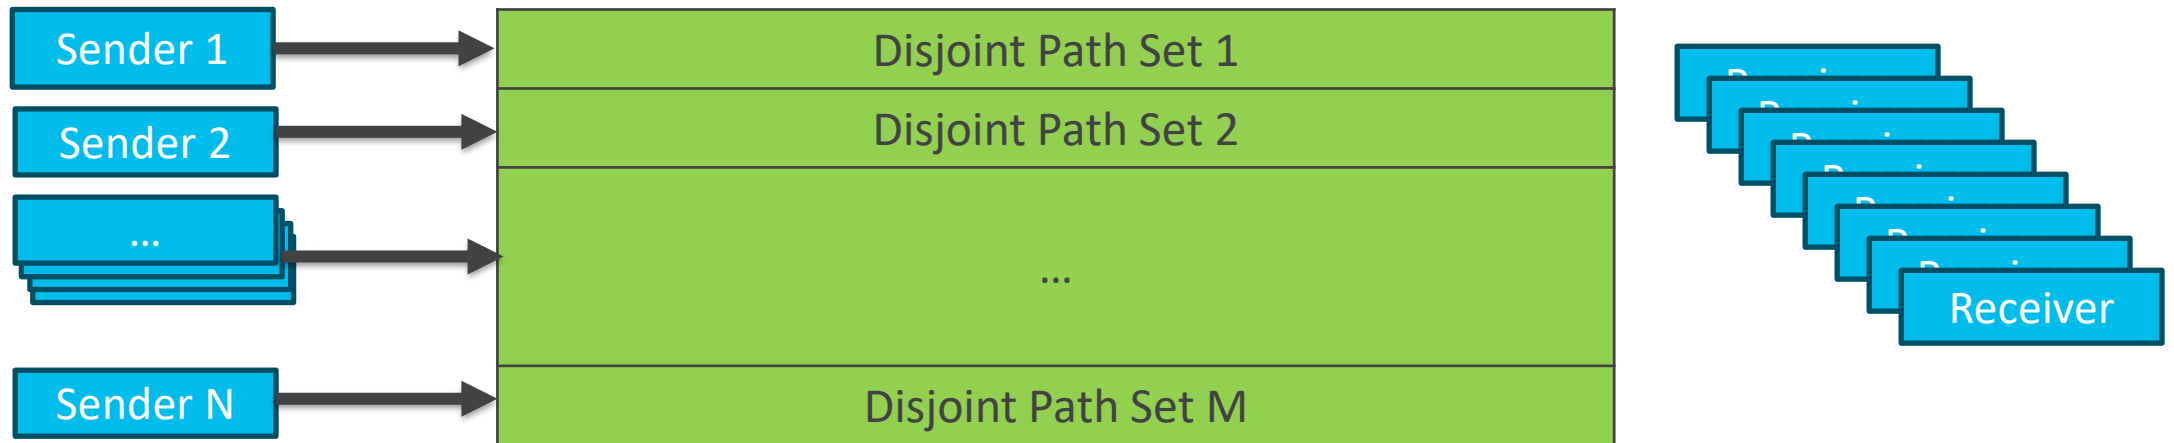 Sender 1
Disjoint Path Set 1
Sender 2
Disjoint Path Set 2
...
...
Sender N
Disjoint Path Set M
Receiver